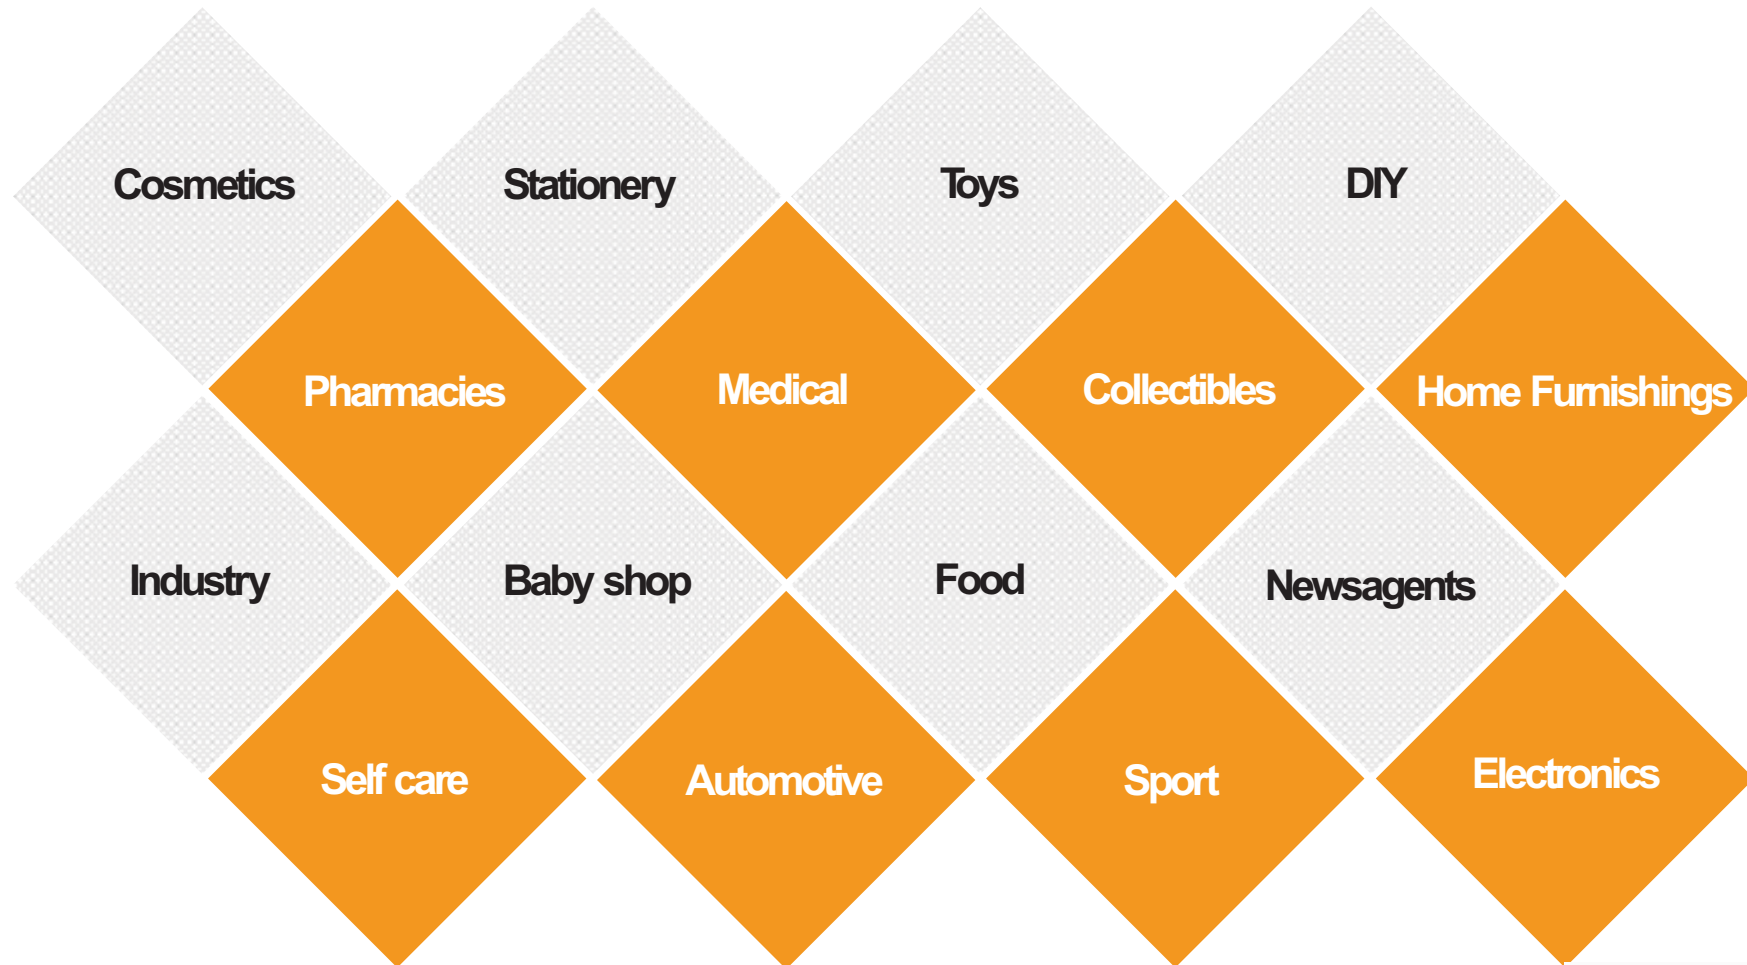 Cosmetics
Stationery
Toys
DIY
Pharmacies
Medical
Collectibles
Home Furnishings
Industry
Baby shop
Food
Newsagents
Self care
Automotive
Sport
Electronics